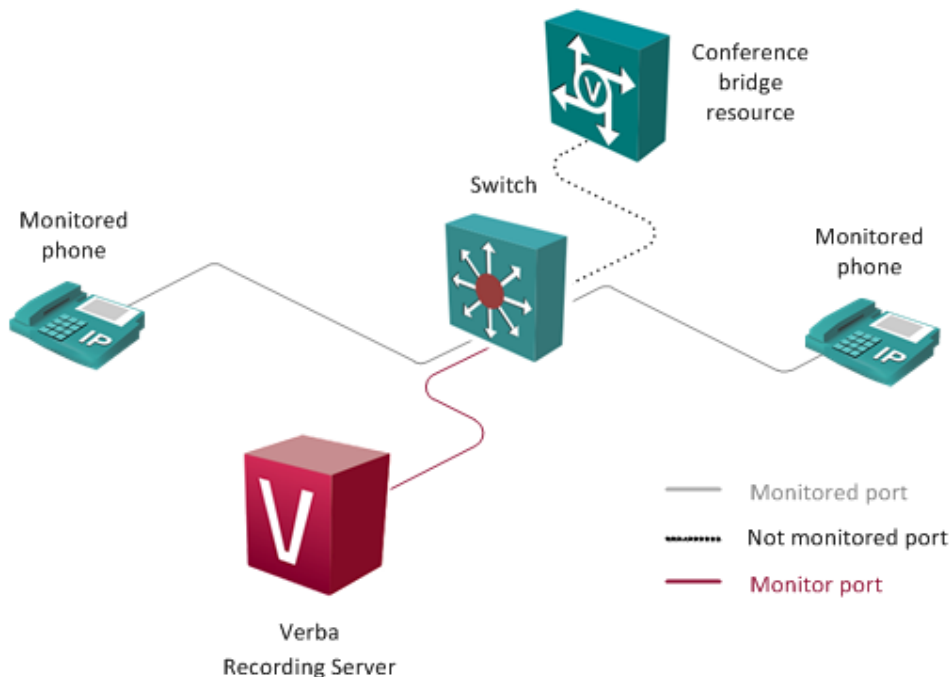 Conference
bridge
resource
V
Switch
Monitored
phone
IP
Monitored
phone
IP
V
Verba
Recording Server
Monitored port
Not monitored port
Monitor port